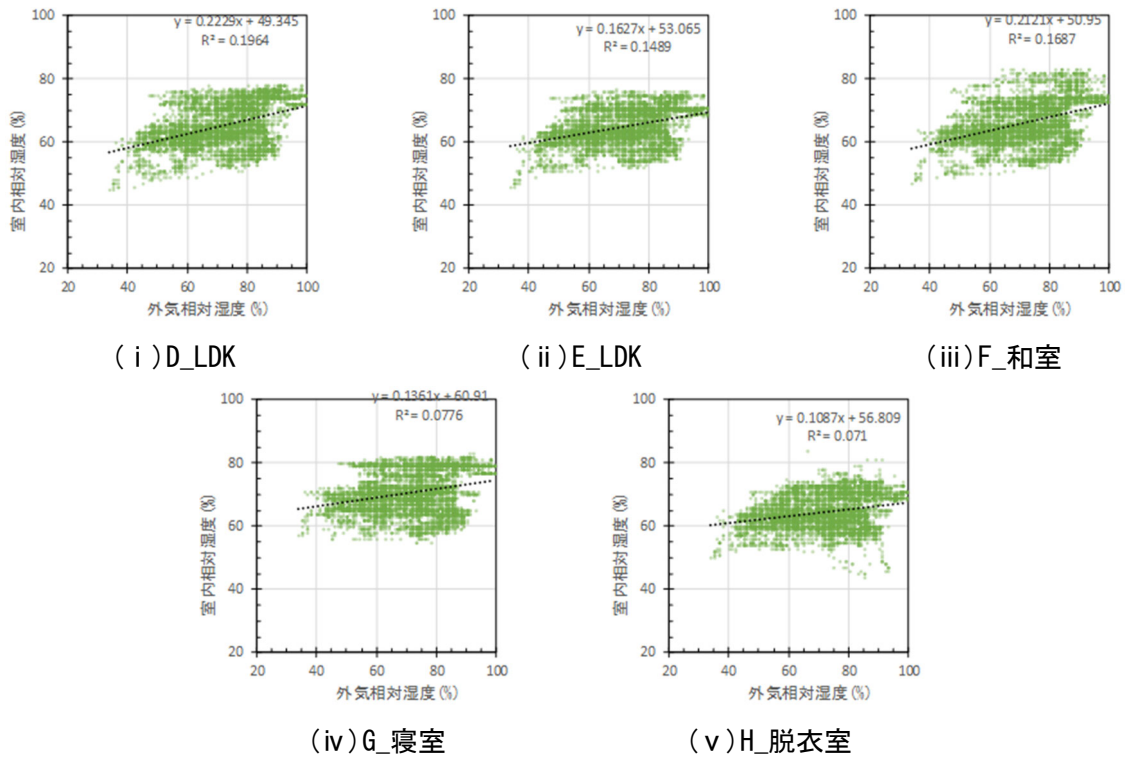 y = 0.2229x + 49.345
R² = 0.1964
100
80
60
40
20
20 40 60 80 100
室内相対湿度(%)
外気相対湿度(%)
(ⅰ)D_LDK
y = 0.1627x + 53.065
R² = 0.1489
100
80
60
40
20
20 40 60 80 100
室内相対湿度(%)
外気相対湿度(%)
(ⅱ)E_LDK
y = 0.2121x + 50.95
R² = 0.1687
100
80
60
40
20
20 40 60 80 100
室内相対湿度(%)
外気相対湿度(%)
(ⅲ)F_和室
y = 0.1361x + 60.91
R² = 0.0776
100
80
60
40
20
20 40 60 80 100
室内相対湿度(%)
外気相対湿度(%)
(ⅳ)G_寝室
y = 0.1087x + 56.809
R² = 0.071
100
80
60
40
20
20 40 60 80 100
室内相対湿度(%)
外気相対湿度(%)
(ⅴ)H_脱衣室